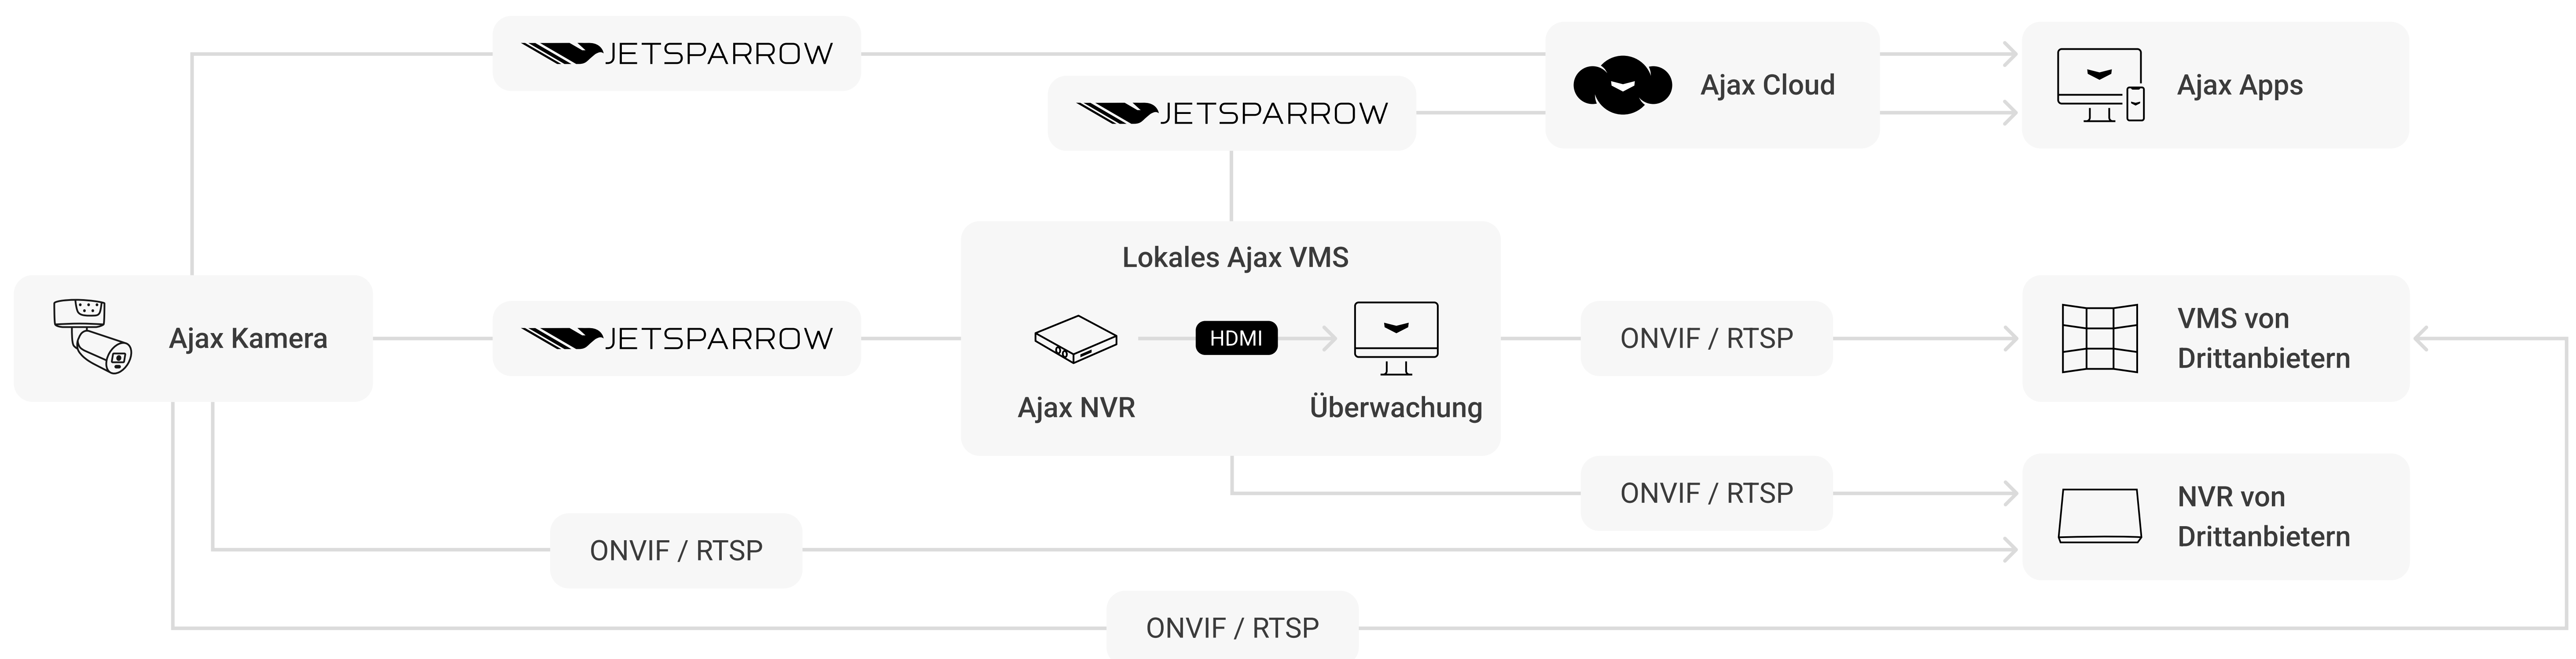 JETSPARROW
JETSPARROW
Ajax Cloud
Ajax Apps
Lokales Ajax VMS
Ajax Kamera
JETSPARROW
HDMI
Ajax NVR
Überwachung
ONVIF / RTSP
VMS von
Drittanbietern
ONVIF / RTSP
NVR von
Drittanbietern
ONVIF / RTSP
ONVIF / RTSP